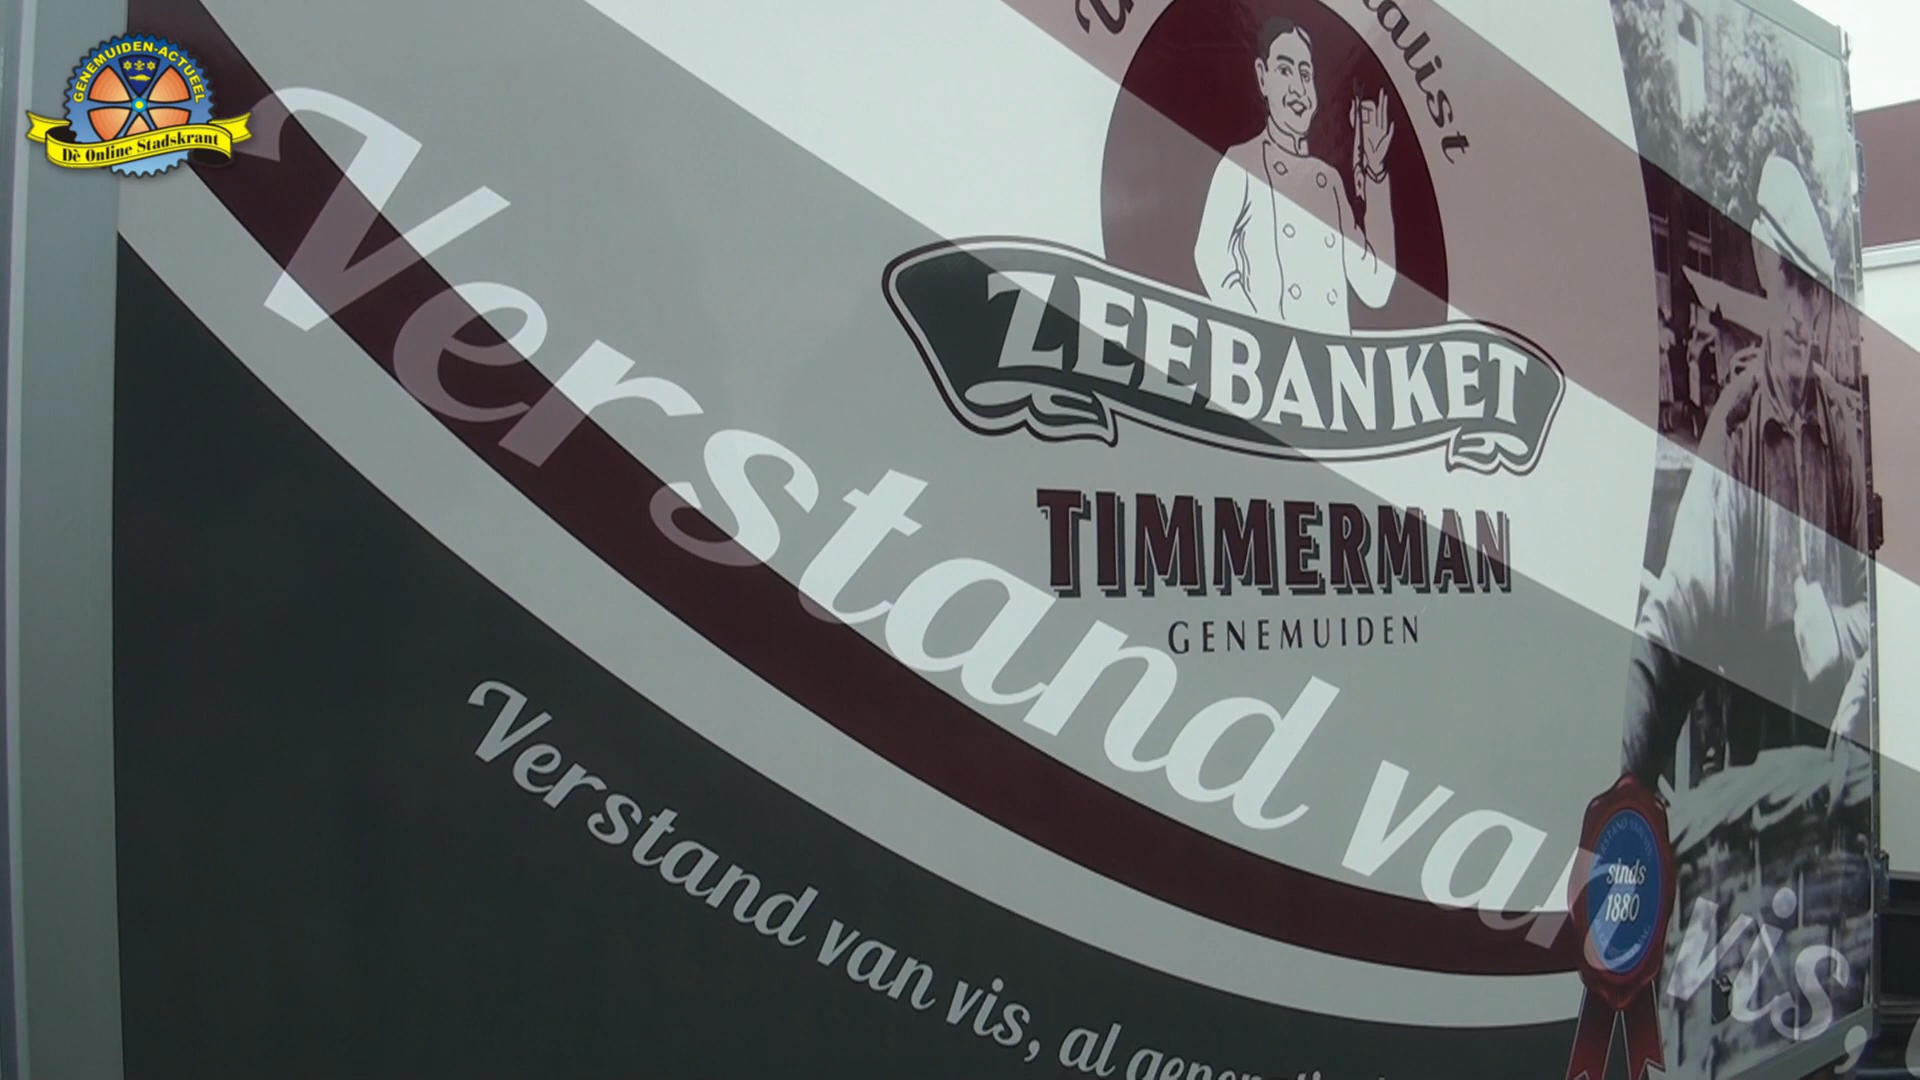 GENEMUIDEN-ACTUEEL
Dè Online Stadskrant
ZEEBANKET
TIMMERMAN
GENEMUIDEN
Verstand van
vis,
sinds
1880
Verstand van vis, al